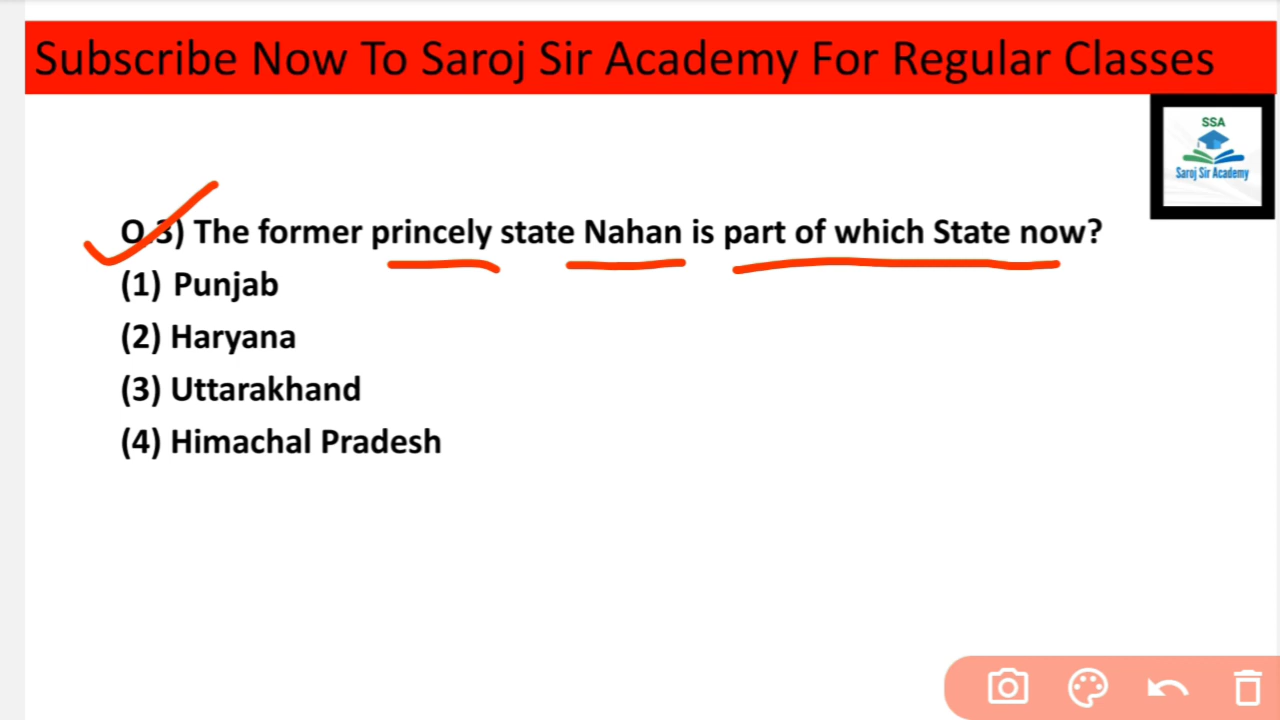 Subscribe Now To Saroj Sir Academy For Regular Classes
SSA
Saroj Sir Academy
Q.3) The former princely state Nahan is part of which State now?
(1) Punjab
(2) Haryana
(3) Uttarakhand
(4) Himachal Pradesh